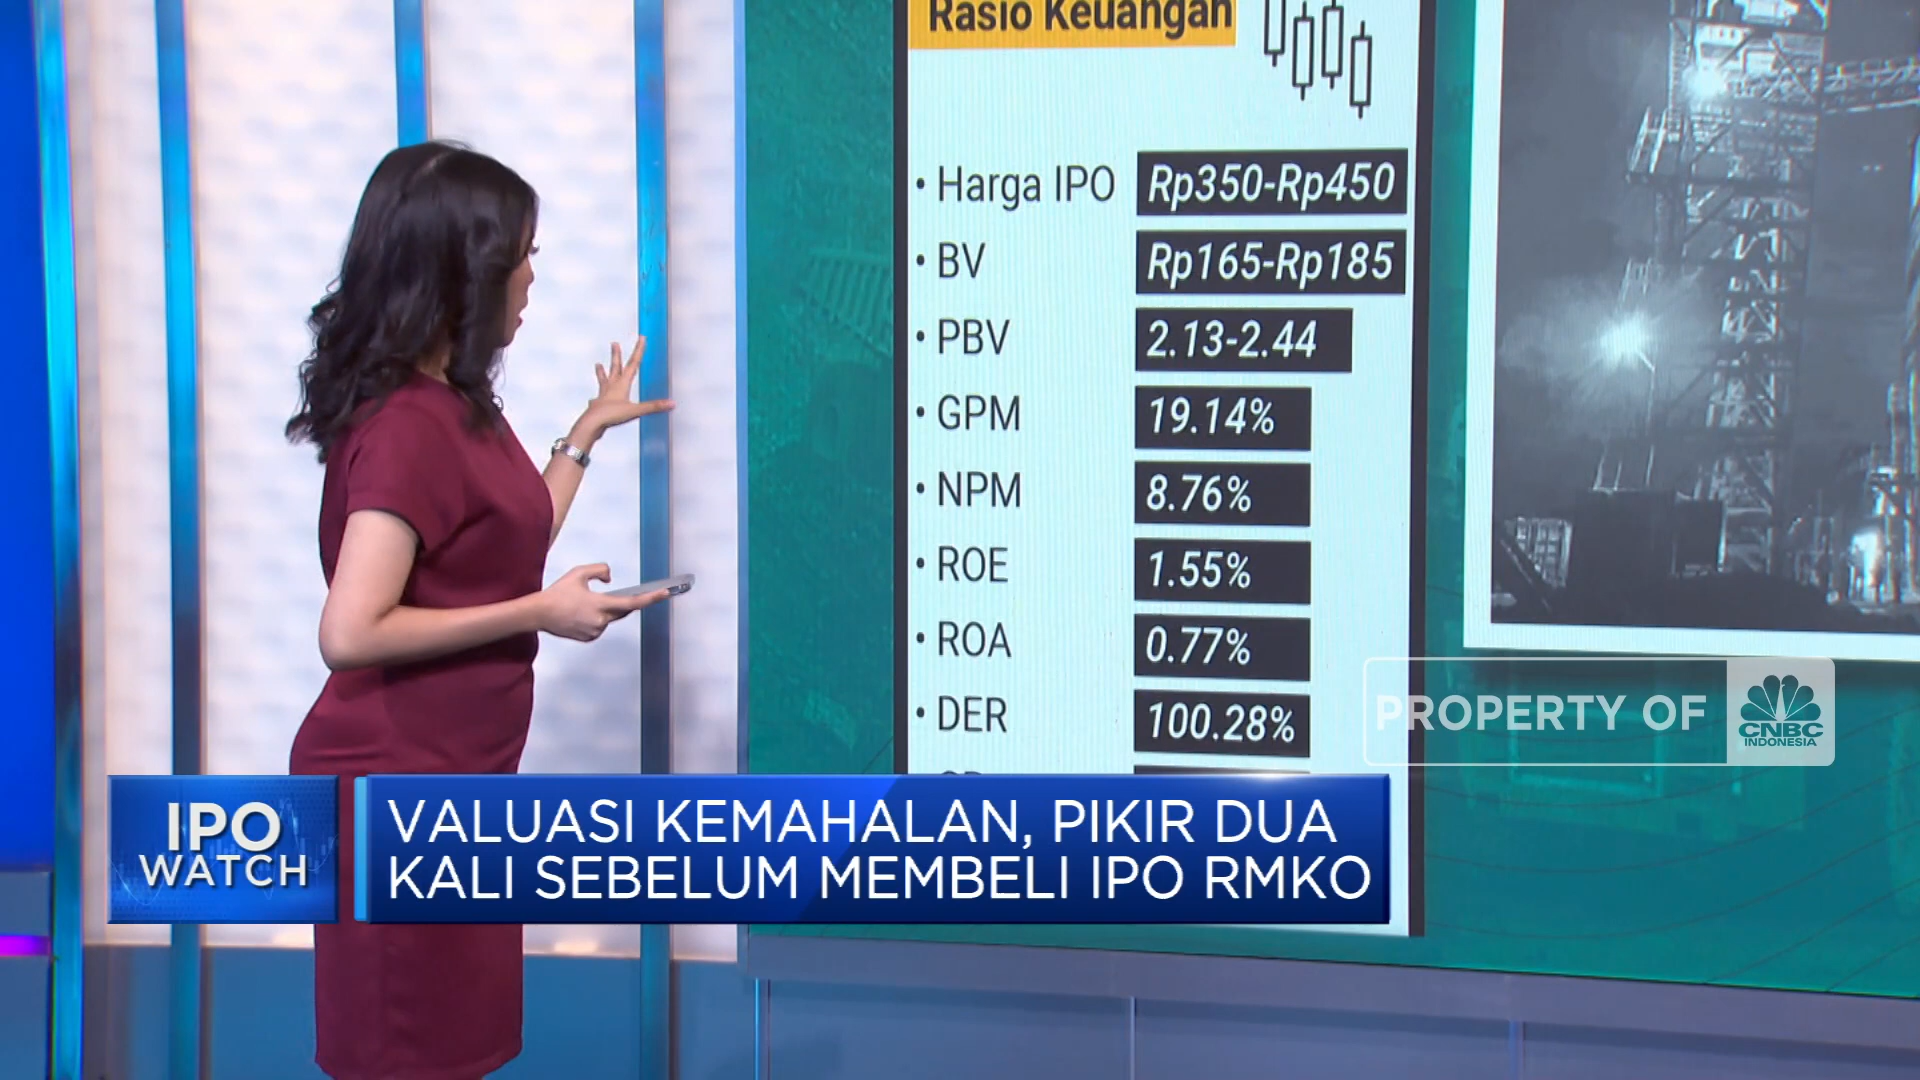 Rasio Keuangan
• Harga IPO Rp350-Rp450
• BV Rp165-Rp185
• PBV 2.13-2.44
• GPM 19.14%
• NPM 8.76%
• ROE 1.55%
• ROA 0.77%
• DER 100.28%
PROPERTY OF CNBC
INDONESIA
IPO
WATCH
VALUASI KEMAHALAN, PIKIR DUA
KALI SEBELUM MEMBELI IPO RMKO